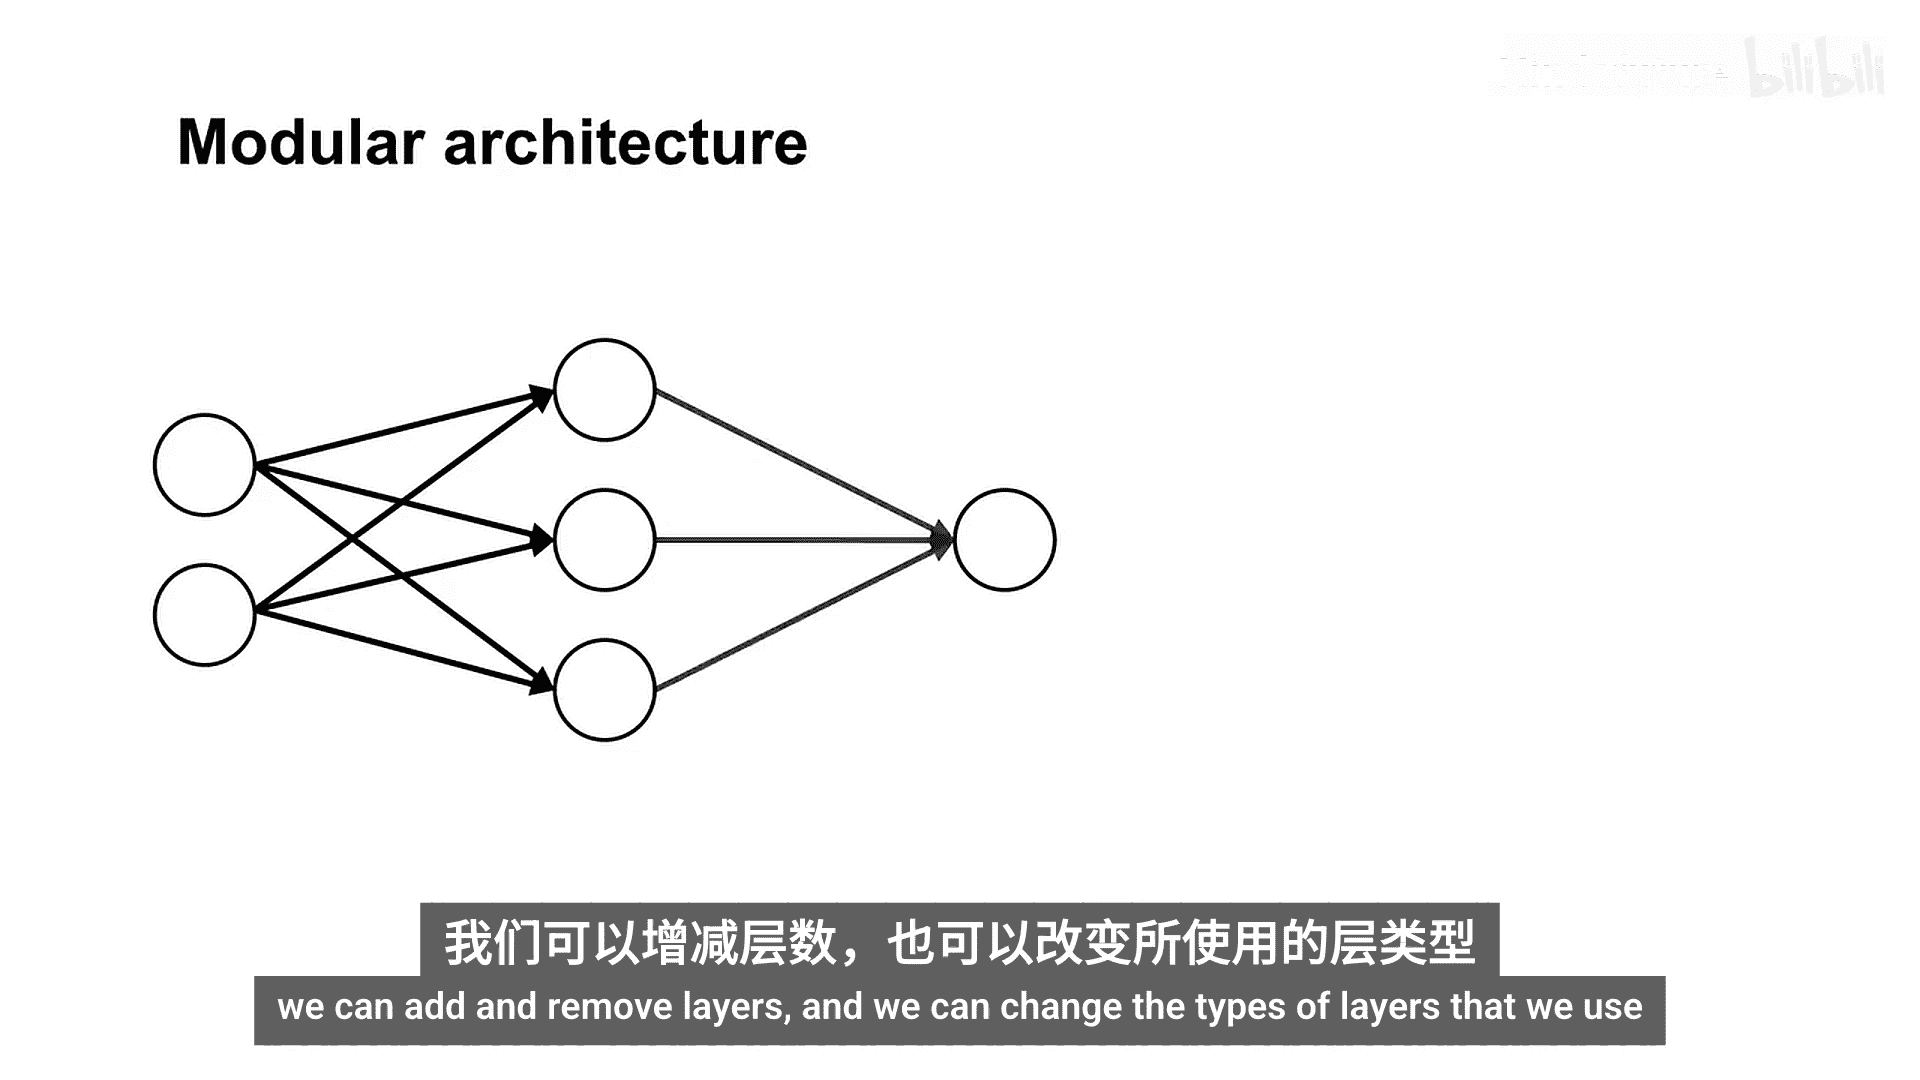 bilibili
Modular architecture
我们可以增减层数，也可以改变所使用的层类型
we can add and remove layers, and we can change the types of layers that we use